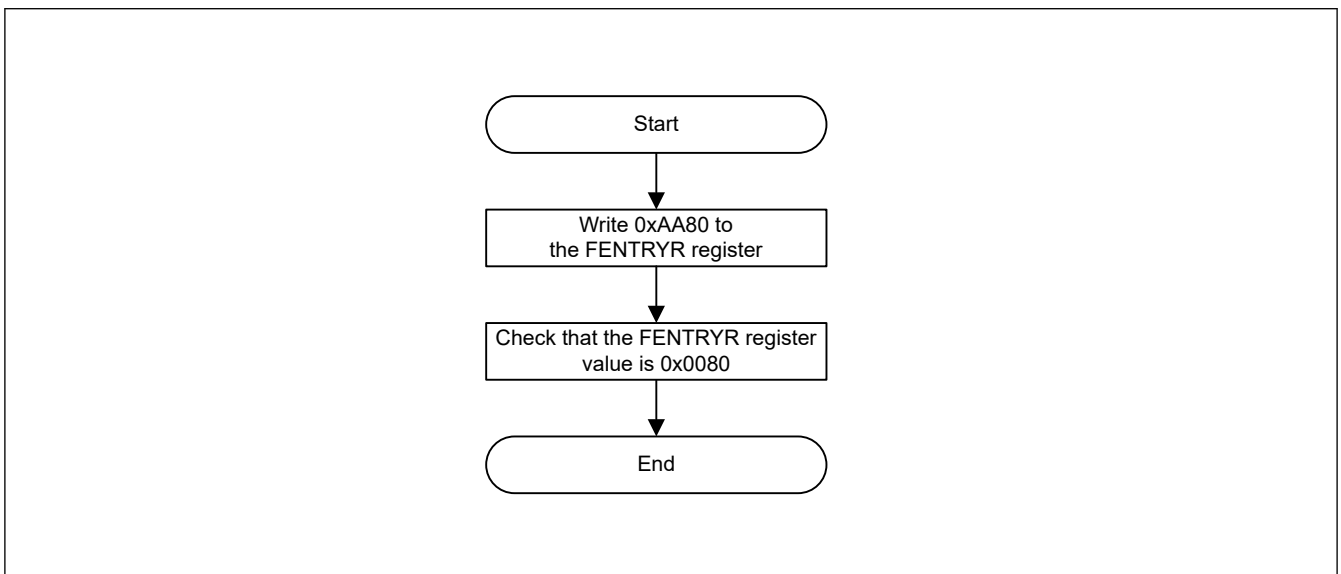 Start
Write 0xAA80 to
the FENTRYR register
Check that the FENTRYR register
value is 0x0080
End